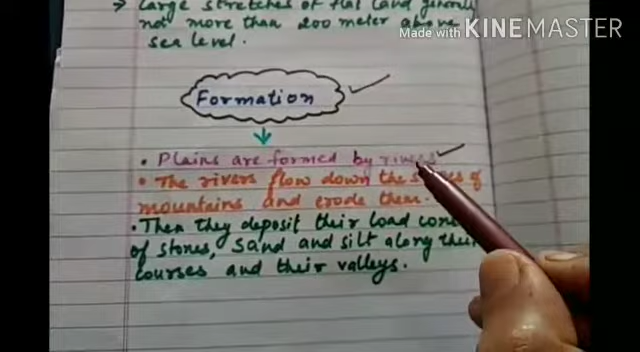 → Large stretches of flat land generally
not more than 200 meter above
sea level.
Made with KINEMASTER
Formation
• Plains are formed by rivers
• The rivers flow down the slopes of
mountains and erode them.
• Then they deposit their load
of stones, sand and silt along their
courses and their valleys.